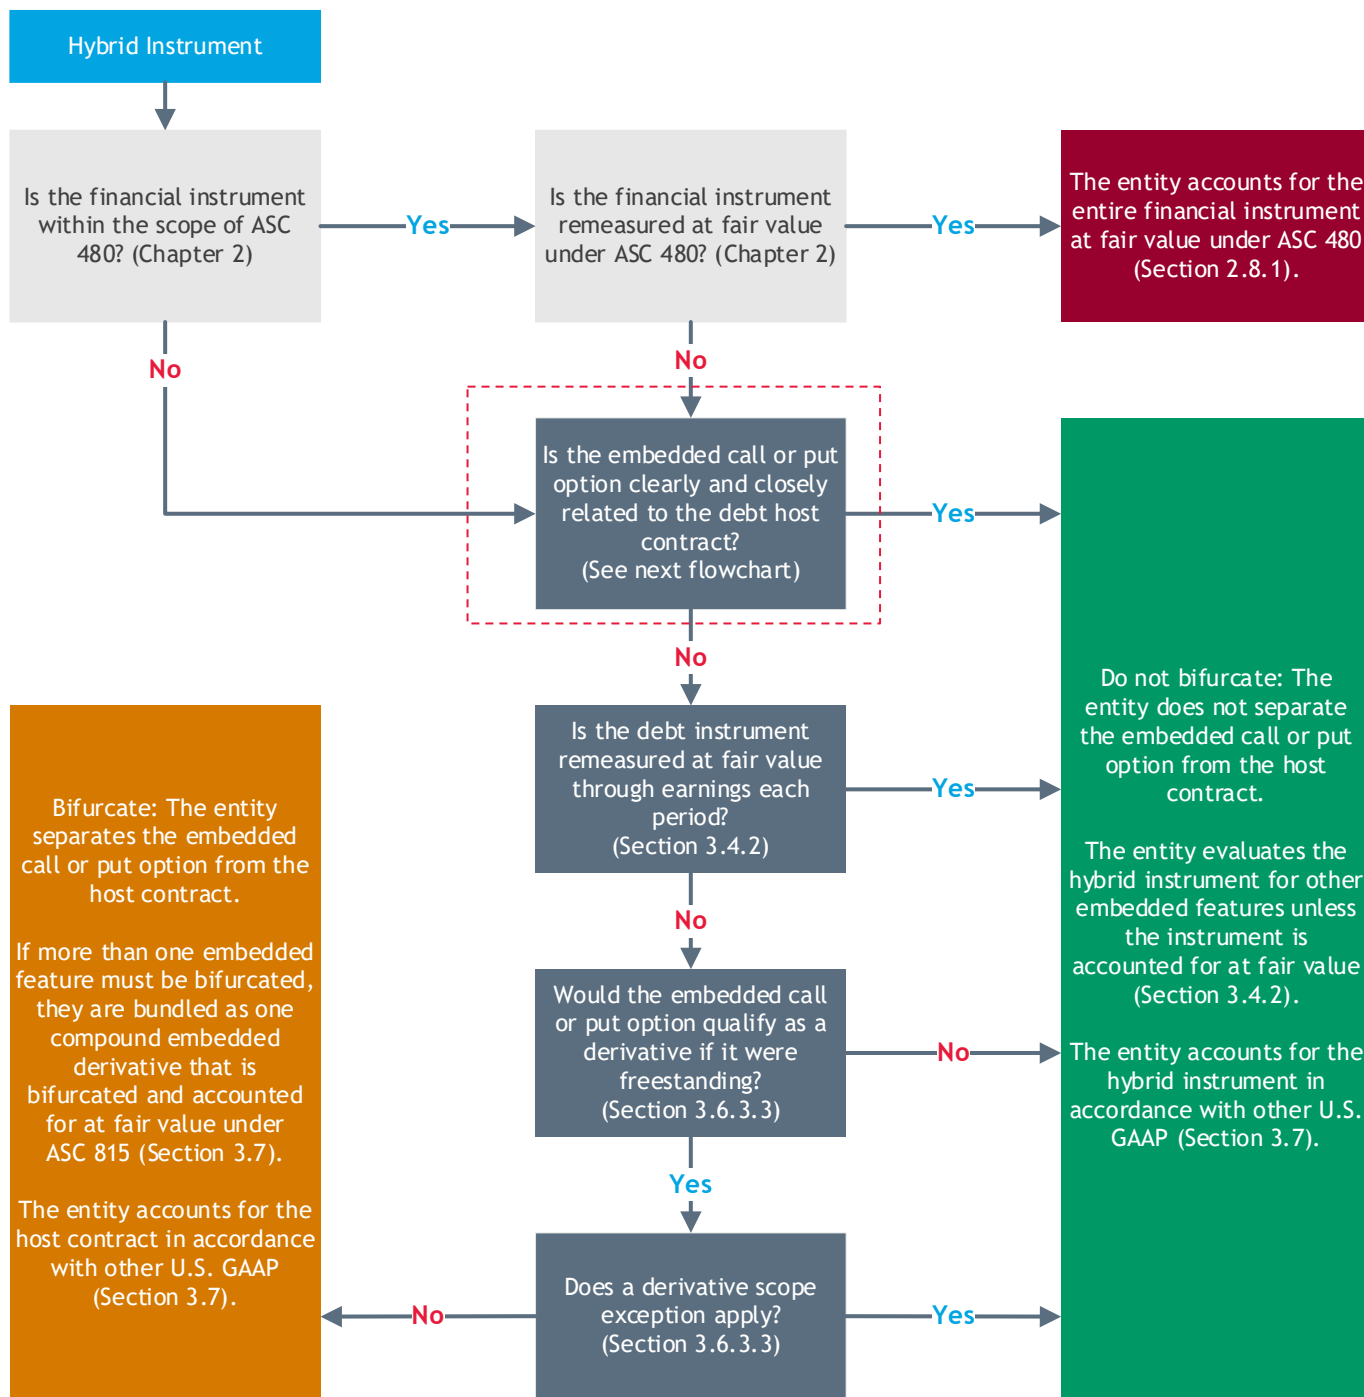 Hybrid Instrument
Is the financial instrument
within the scope of ASC
480? (Chapter 2)
Yes
Is the financial instrument
remeasured at fair value
under ASC 480? (Chapter 2)
Yes
The entity accounts for the
entire financial instrument
at fair value under ASC 480
(Section 2.8.1).
No
No
Is the embedded call or put
option clearly and closely
related to the debt host
contract?
(See next flowchart)
Yes
No
Is the debt instrument
remeasured at fair value
through earnings each
period?
(Section 3.4.2)
Yes
No
Would the embedded call
or put option qualify as a
derivative if it were
freestanding?
(Section 3.6.3.3)
No
Yes
Does a derivative scope
exception apply?
(Section 3.6.3.3)
No
Yes
Bifurcate: The entity
separates the embedded
call or put option from the
host contract.
If more than one embedded
feature must be bifurcated,
they are bundled as one
compound embedded
derivative that is
bifurcated and accounted
for at fair value under
ASC 815 (Section 3.7).
The entity accounts for the
host contract in accordance
with other U.S. GAAP
(Section 3.7).
Do not bifurcate: The
entity does not separate
the embedded call or put
option from the host
contract.
The entity evaluates the
hybrid instrument for other
embedded features unless
the instrument is
accounted for at fair value
(Section 3.4.2).
The entity accounts for the
hybrid instrument in
accordance with other U.S.
GAAP (Section 3.7).